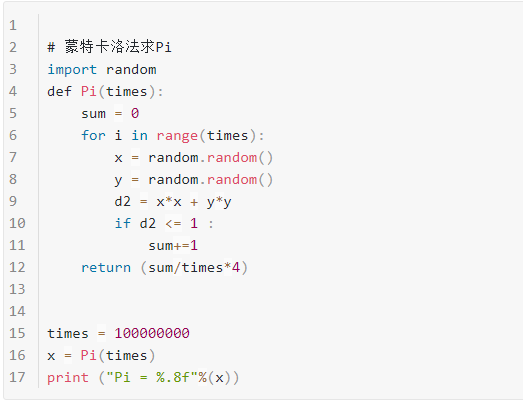 1
2 # 蒙特卡洛法求Pi
3 import random
4 def Pi(times):
5     sum = 0
6     for i in range(times):
7         x = random.random()
8         y = random.random()
9         d2 = x*x + y*y
10         if d2 <= 1 :
11             sum+=1
12     return (sum/times*4)
13
14
15 times = 100000000
16 x = Pi(times)
17 print ("Pi = %.8f"%(x))